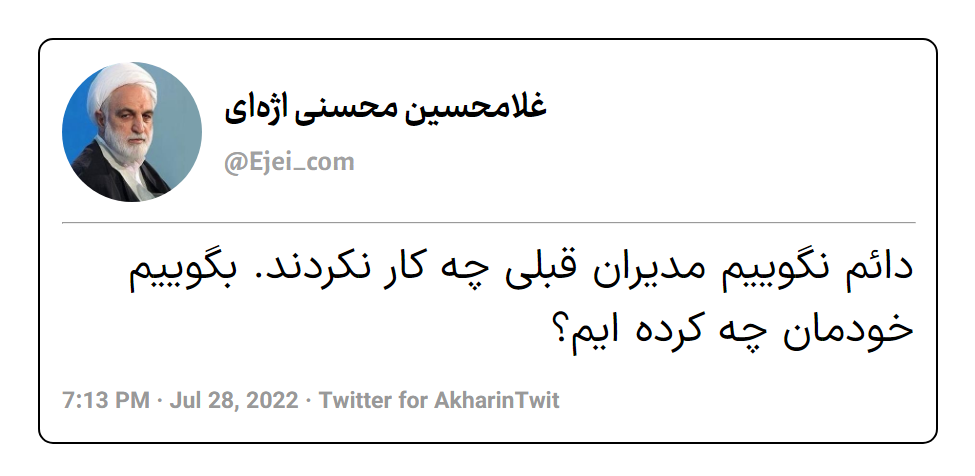 غلامحسین محسنی اژه‌ای
@Ejei_com
دائم نگوییم مدیران قبلی چه کار نکردند. بگوییم
خودمان چه کرده ایم؟
7:13 PM · Jul 28, 2022 · Twitter for AkharinTwit